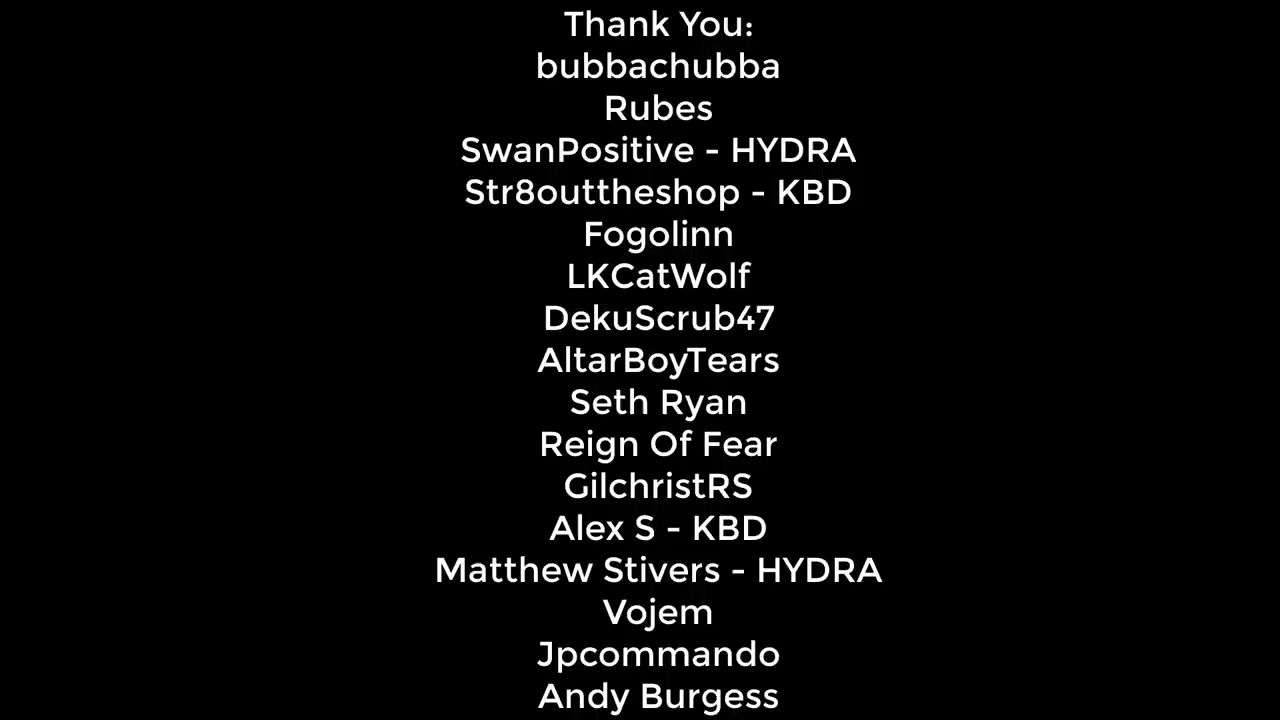 Thank You:
bubbachubba
Rubes
SwanPositive - HYDRA
Str8outtheshop - KBD
Fogolinn
LKCatWolf
DekuScrub47
AltarBoyTears
Seth Ryan
Reign Of Fear
GilchristRS
Alex S - KBD
Matthew Stivers - HYDRA
Vojem
Jpcommando
Andy Burgess